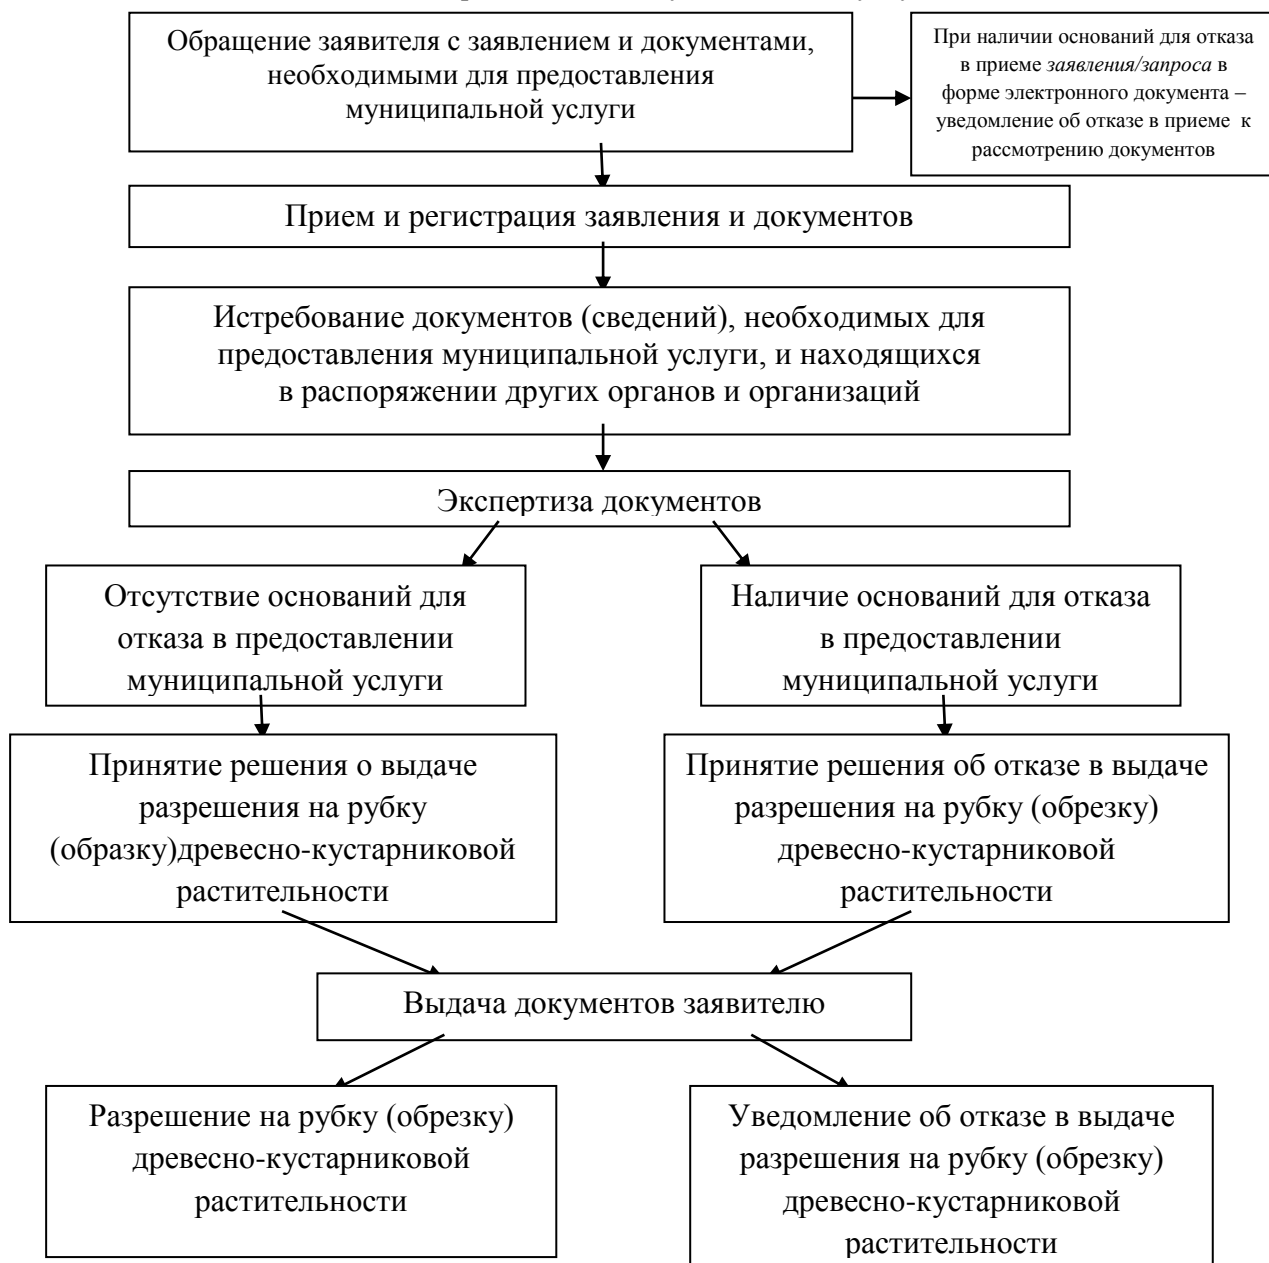 Обращение заявителя с заявлением и документами,
необходимыми для предоставления
муниципальной услуги
При наличии оснований для отказа
в приеме заявления/запроса в
форме электронного документа –
уведомление об отказе в приеме к
рассмотрению документов
Прием и регистрация заявления и документов
Истребование документов (сведений), необходимых для
предоставления муниципальной услуги, и находящихся
в распоряжении других органов и организаций
Экспертиза документов
Отсутствие оснований для
отказа в предоставлении
муниципальной услуги
Наличие оснований для отказа
в предоставлении
муниципальной услуги
Принятие решения о выдаче
разрешения на рубку
(образку)древесно-кустарниковой
растительности
Принятие решения об отказе в выдаче
разрешения на рубку (обрезку)
древесно-кустарниковой
растительности
Выдача документов заявителю
Разрешение на рубку (обрезку)
древесно-кустарниковой
растительности
Уведомление об отказе в выдаче
разрешения на рубку (обрезку)
древесно-кустарниковой
растительности